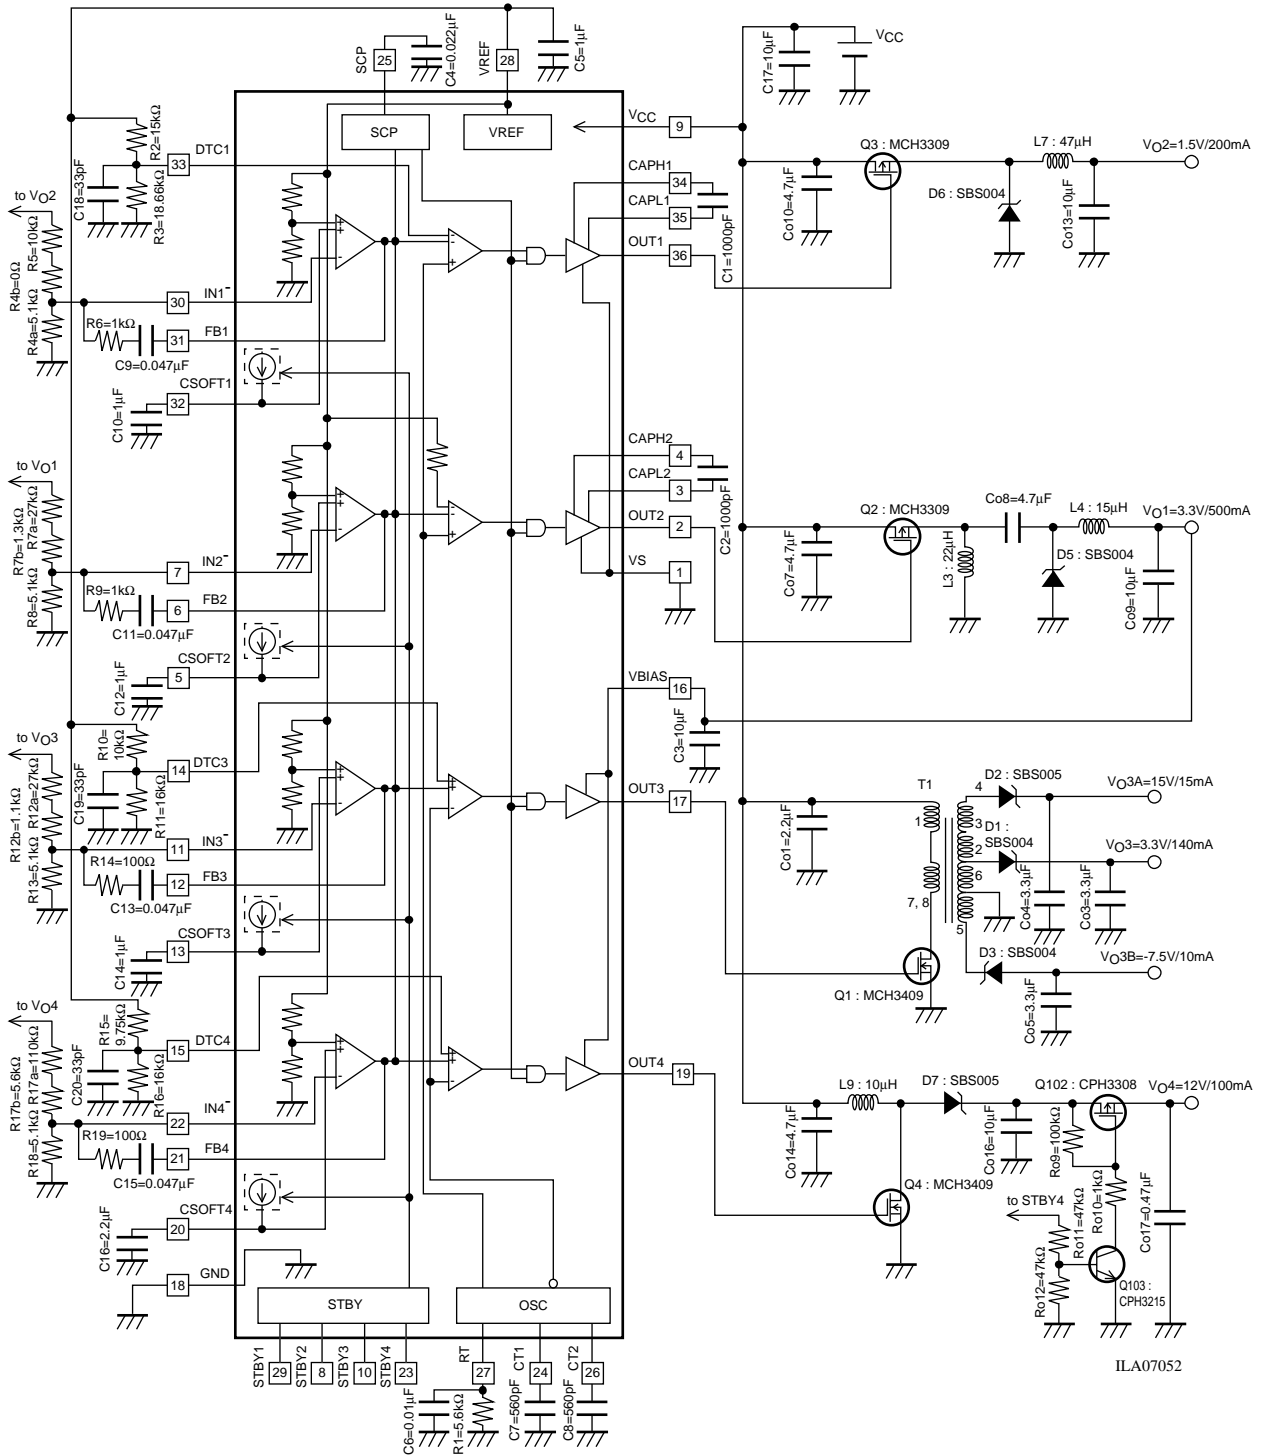 SCP
25
C4=0.022μF
VREF
28
C5=1μF
C17=10μF
VCC
R2=15kΩ
DTC1
33
C18=33pF
R3=18.66kΩ
to VO2
R5=10kΩ
R4b=0Ω
R4a=5.1kΩ
IN1-
30
R6=1kΩ
FB1
31
C9=0.047μF
CSOFT1
32
C10=1μF
SCP
VREF
VCC
9
CAPH1
34
CAPL1
35
OUT1
36
C1=1000pF
Co10=4.7μF
Q3 : MCH3309
D6 : SBS004
L7 : 47μH
Co13=10μF
VO2=1.5V/200mA
to VO1
R7a=27kΩ
R7b=1.3kΩ
R8=5.1kΩ
IN2-
7
R9=1kΩ
FB2
6
C11=0.047μF
CSOFT2
5
C12=1μF
CAPH2
4
CAPL2
3
OUT2
2
C2=1000pF
VS
1
Co7=4.7μF
Q2 : MCH3309
L3 : 22μH
Co8=4.7μF
D5 : SBS004
L4 : 15μH
Co9=10μF
VO1=3.3V/500mA
VBIAS
16
C3=10μF
R10=
10kΩ
DTC3
14
C19=33pF
R11=16kΩ
to VO3
R12a=27kΩ
R12b=1.1kΩ
R13=5.1kΩ
IN3-
11
R14=100Ω
FB3
12
C13=0.047μF
CSOFT3
13
C14=1μF
OUT3
17
Co1=2.2μF
T1
1
7, 8
4
3
2
6
5
D2 : SBS005
D1 :
SBS004
D3 : SBS004
Co4=3.3μF
Co3=3.3μF
Co5=3.3μF
VO3A=15V/15mA
VO3=3.3V/140mA
VO3B=-7.5V/10mA
Q1 : MCH3409
R15=
9.75kΩ
DTC4
15
C20=33pF
R16=16kΩ
to VO4
R17a=110kΩ
R17b=5.6kΩ
R18=5.1kΩ
IN4-
22
R19=100Ω
FB4
21
C15=0.047μF
CSOFT4
20
C16=2.2μF
GND
18
OUT4
19
Co14=4.7μF
L9 : 10μH
D7 : SBS005
Co16=10μF
Q102 : CPH3308
VO4=12V/100mA
Ro9=100kΩ
Ro10=1kΩ
Q4 : MCH3409
to STBY4
Ro11=47kΩ
Ro12=47kΩ
Co17=0.47μF
Q103 :
CPH3215
STBY
OSC
STBY1
29
STBY2
8
STBY3
10
STBY4
23
RT
27
CT1
24
CT2
26
C6=0.01μF
R1=5.6kΩ
C7=560pF
C8=560pF
ILA07052